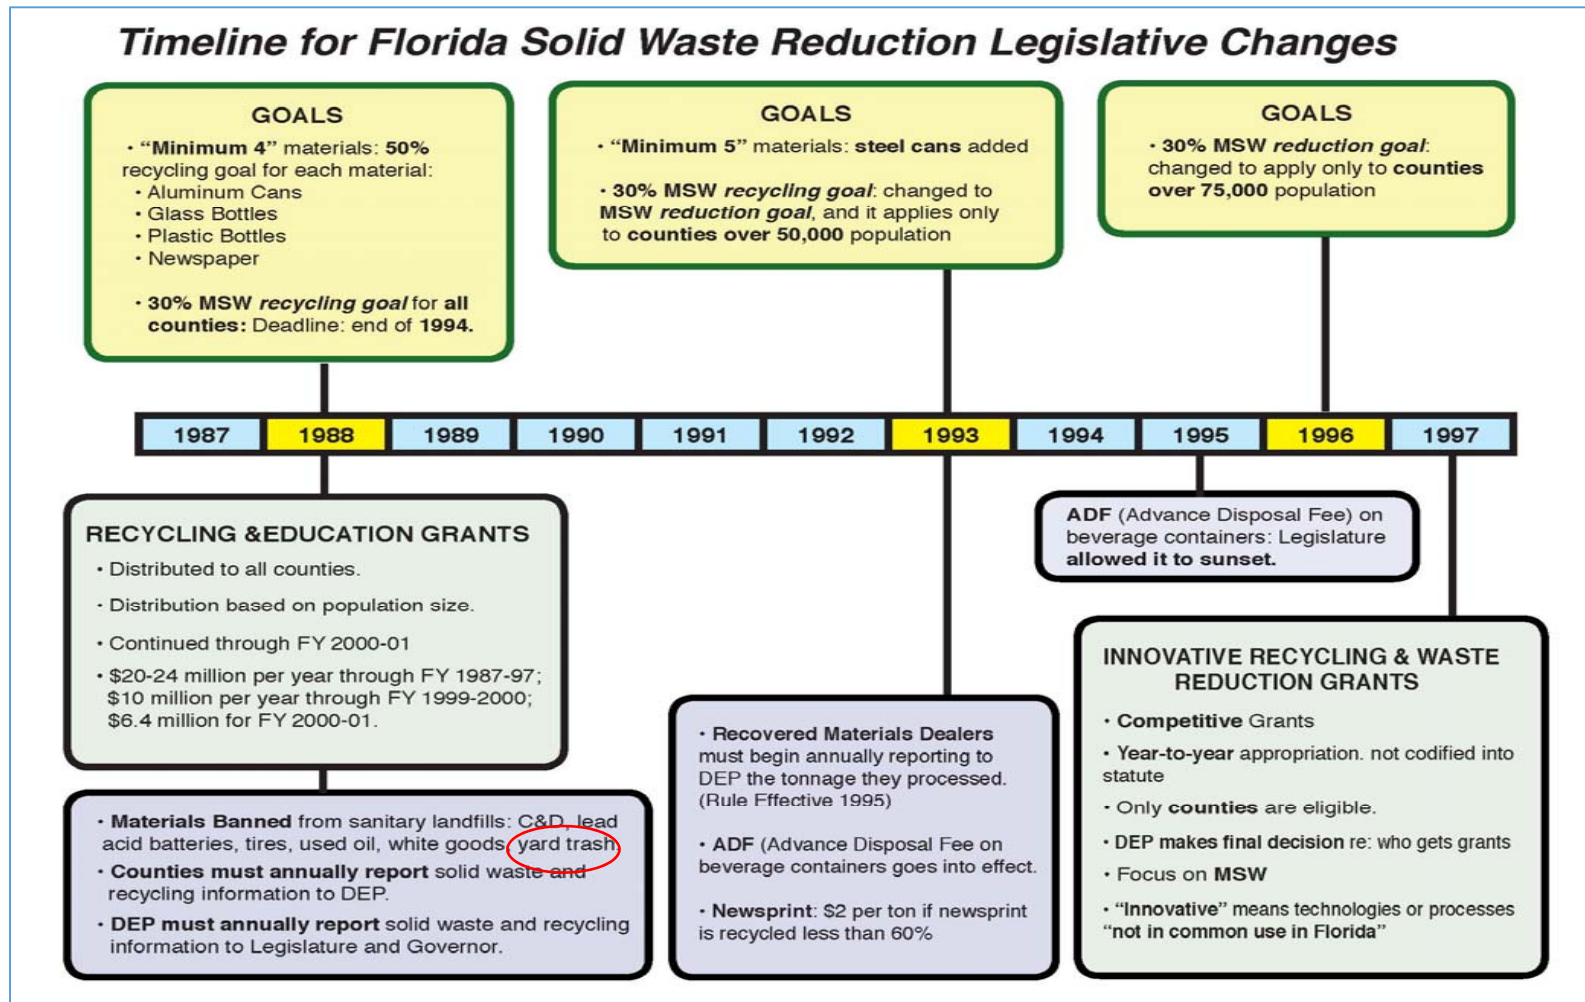 Timeline for Florida Solid Waste Reduction Legislative Changes
GOALS
• “Minimum 4” materials: 50%
recycling goal for each material:
• Aluminum Cans
• Glass Bottles
• Plastic Bottles
• Newspaper
• 30% MSW recycling goal for all
counties: Deadline: end of 1994.
GOALS
• “Minimum 5” materials: steel cans added
• 30% MSW recycling goal: changed to
MSW reduction goal, and it applies only
to counties over 50,000 population
GOALS
• 30% MSW reduction goal:
changed to apply only to counties
over 75,000 population
1987 1988 1989 1990 1991 1992 1993 1994 1995 1996 1997
RECYCLING &EDUCATION GRANTS
• Distributed to all counties.
• Distribution based on population size.
• Continued through FY 2000-01
• $20-24 million per year through FY 1987-97;
$10 million per year through FY 1999-2000;
$6.4 million for FY 2000-01.
• Materials Banned from sanitary landfills: C&D, lead
acid batteries, tires, used oil, white goods, yard trash.
• Counties must annually report solid waste and
recycling information to DEP.
• DEP must annually report solid waste and recycling
information to Legislature and Governor.
• Recovered Materials Dealers
must begin annually reporting to
DEP the tonnage they processed.
(Rule Effective 1995)
• ADF (Advance Disposal Fee on
beverage containers goes into effect.
• Newsprint: $2 per ton if newsprint
is recycled less than 60%
ADF (Advance Disposal Fee) on
beverage containers: Legislature
allowed it to sunset.
INNOVATIVE RECYCLING & WASTE
REDUCTION GRANTS
• Competitive Grants
• Year-to-year appropriation. not codified into
statute
• Only counties are eligible.
• DEP makes final decision re: who gets grants
• Focus on MSW
• “Innovative” means technologies or processes
“not in common use in Florida”